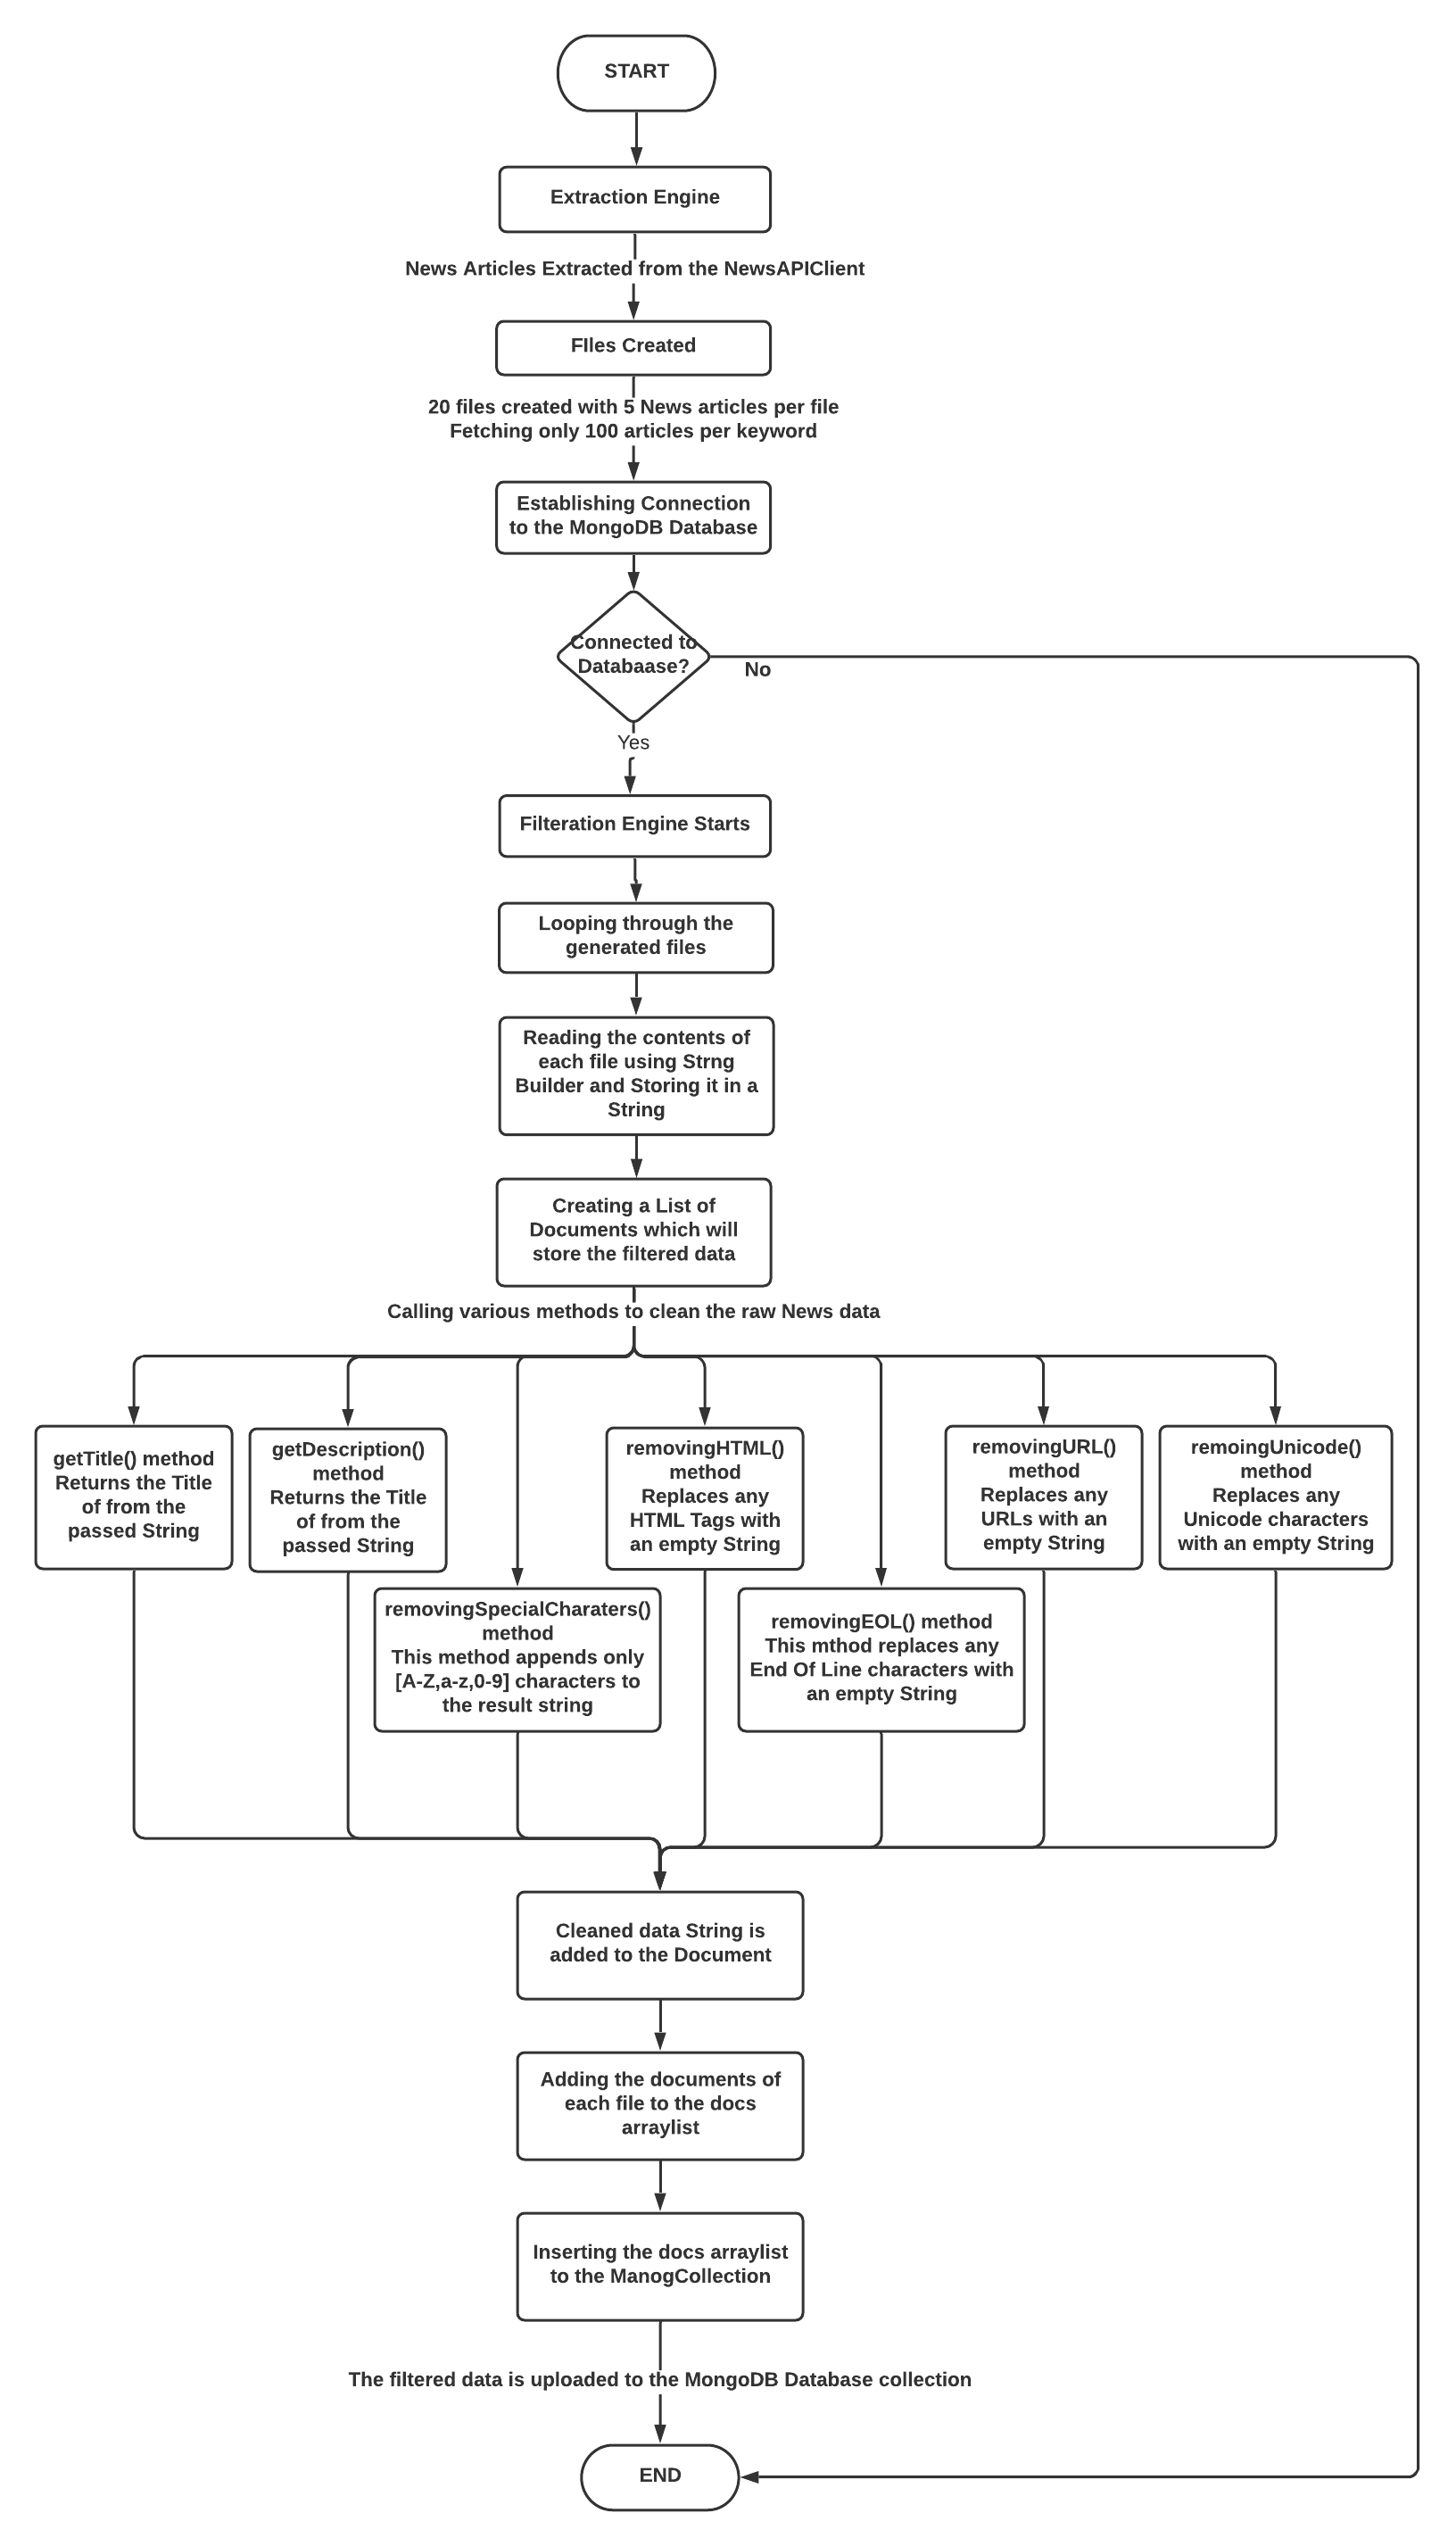 START
Extraction Engine
News Articles Extracted from the NewsAPIClient
FIles Created
20 files created with 5 News articles per file
Fetching only 100 articles per keyword
Establishing Connection
to the MongoDB Database
Connected to
Databaase?
No
Yes
Filteration Engine Starts
Looping through the
generated files
Reading the contents of
each file using Strng
Builder and Storing it in a
String
Creating a List of
Documents which will
store the filtered data
Calling various methods to clean the raw News data
getTitle() method
Returns the Title
of from the
passed String
getDescription()
method
Returns the Title
of from the
passed String
removingSpecialCharaters()
method
This method appends only
[A-Z,a-z,0-9] characters to
the result string
removingHTML()
method
Replaces any
HTML Tags with
an empty String
removingEOL() method
This mthod replaces any
End Of Line characters with
an empty String
removingURL()
method
Replaces any
URLs with an
empty String
remoingUnicode()
method
Replaces any
Unicode characters
with an empty String
Cleaned data String is
added to the Document
Adding the documents of
each file to the docs
arraylist
Inserting the docs arraylist
to the ManogCollection
The filtered data is uploaded to the MongoDB Database collection
END